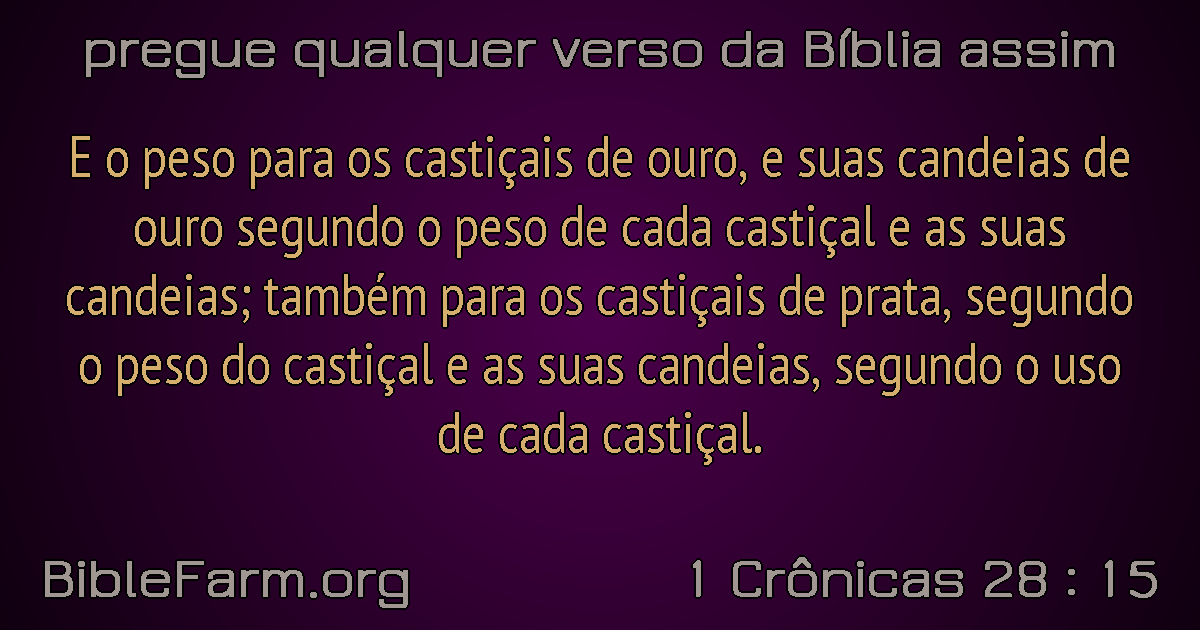 pregue qualquer verso da Bíblia assim
E o peso para os castiçais de ouro, e suas candeias de
ouro segundo o peso de cada castiçal e as suas
candeias; também para os castiçais de prata, segundo
o peso do castiçal e as suas candeias, segundo o uso
de cada castiçal.
BibleFarm.org
1 Crônicas 28 : 15